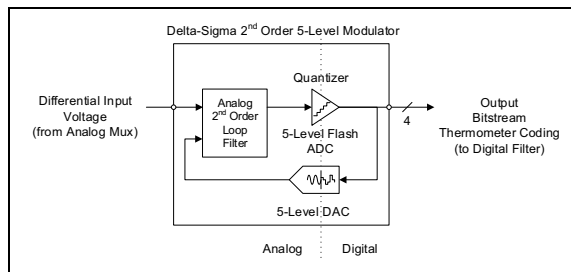 Delta-Sigma 2nd Order 5-Level Modulator
Quantizer
Differential Input
Voltage
(from Analog Mux)
Analog
2nd Order
Loop
Filter
4
Output
Bitstream
Thermometer Coding
(to Digital Filter)
5-Level Flash
ADC
5-Level DAC
Analog
Digital